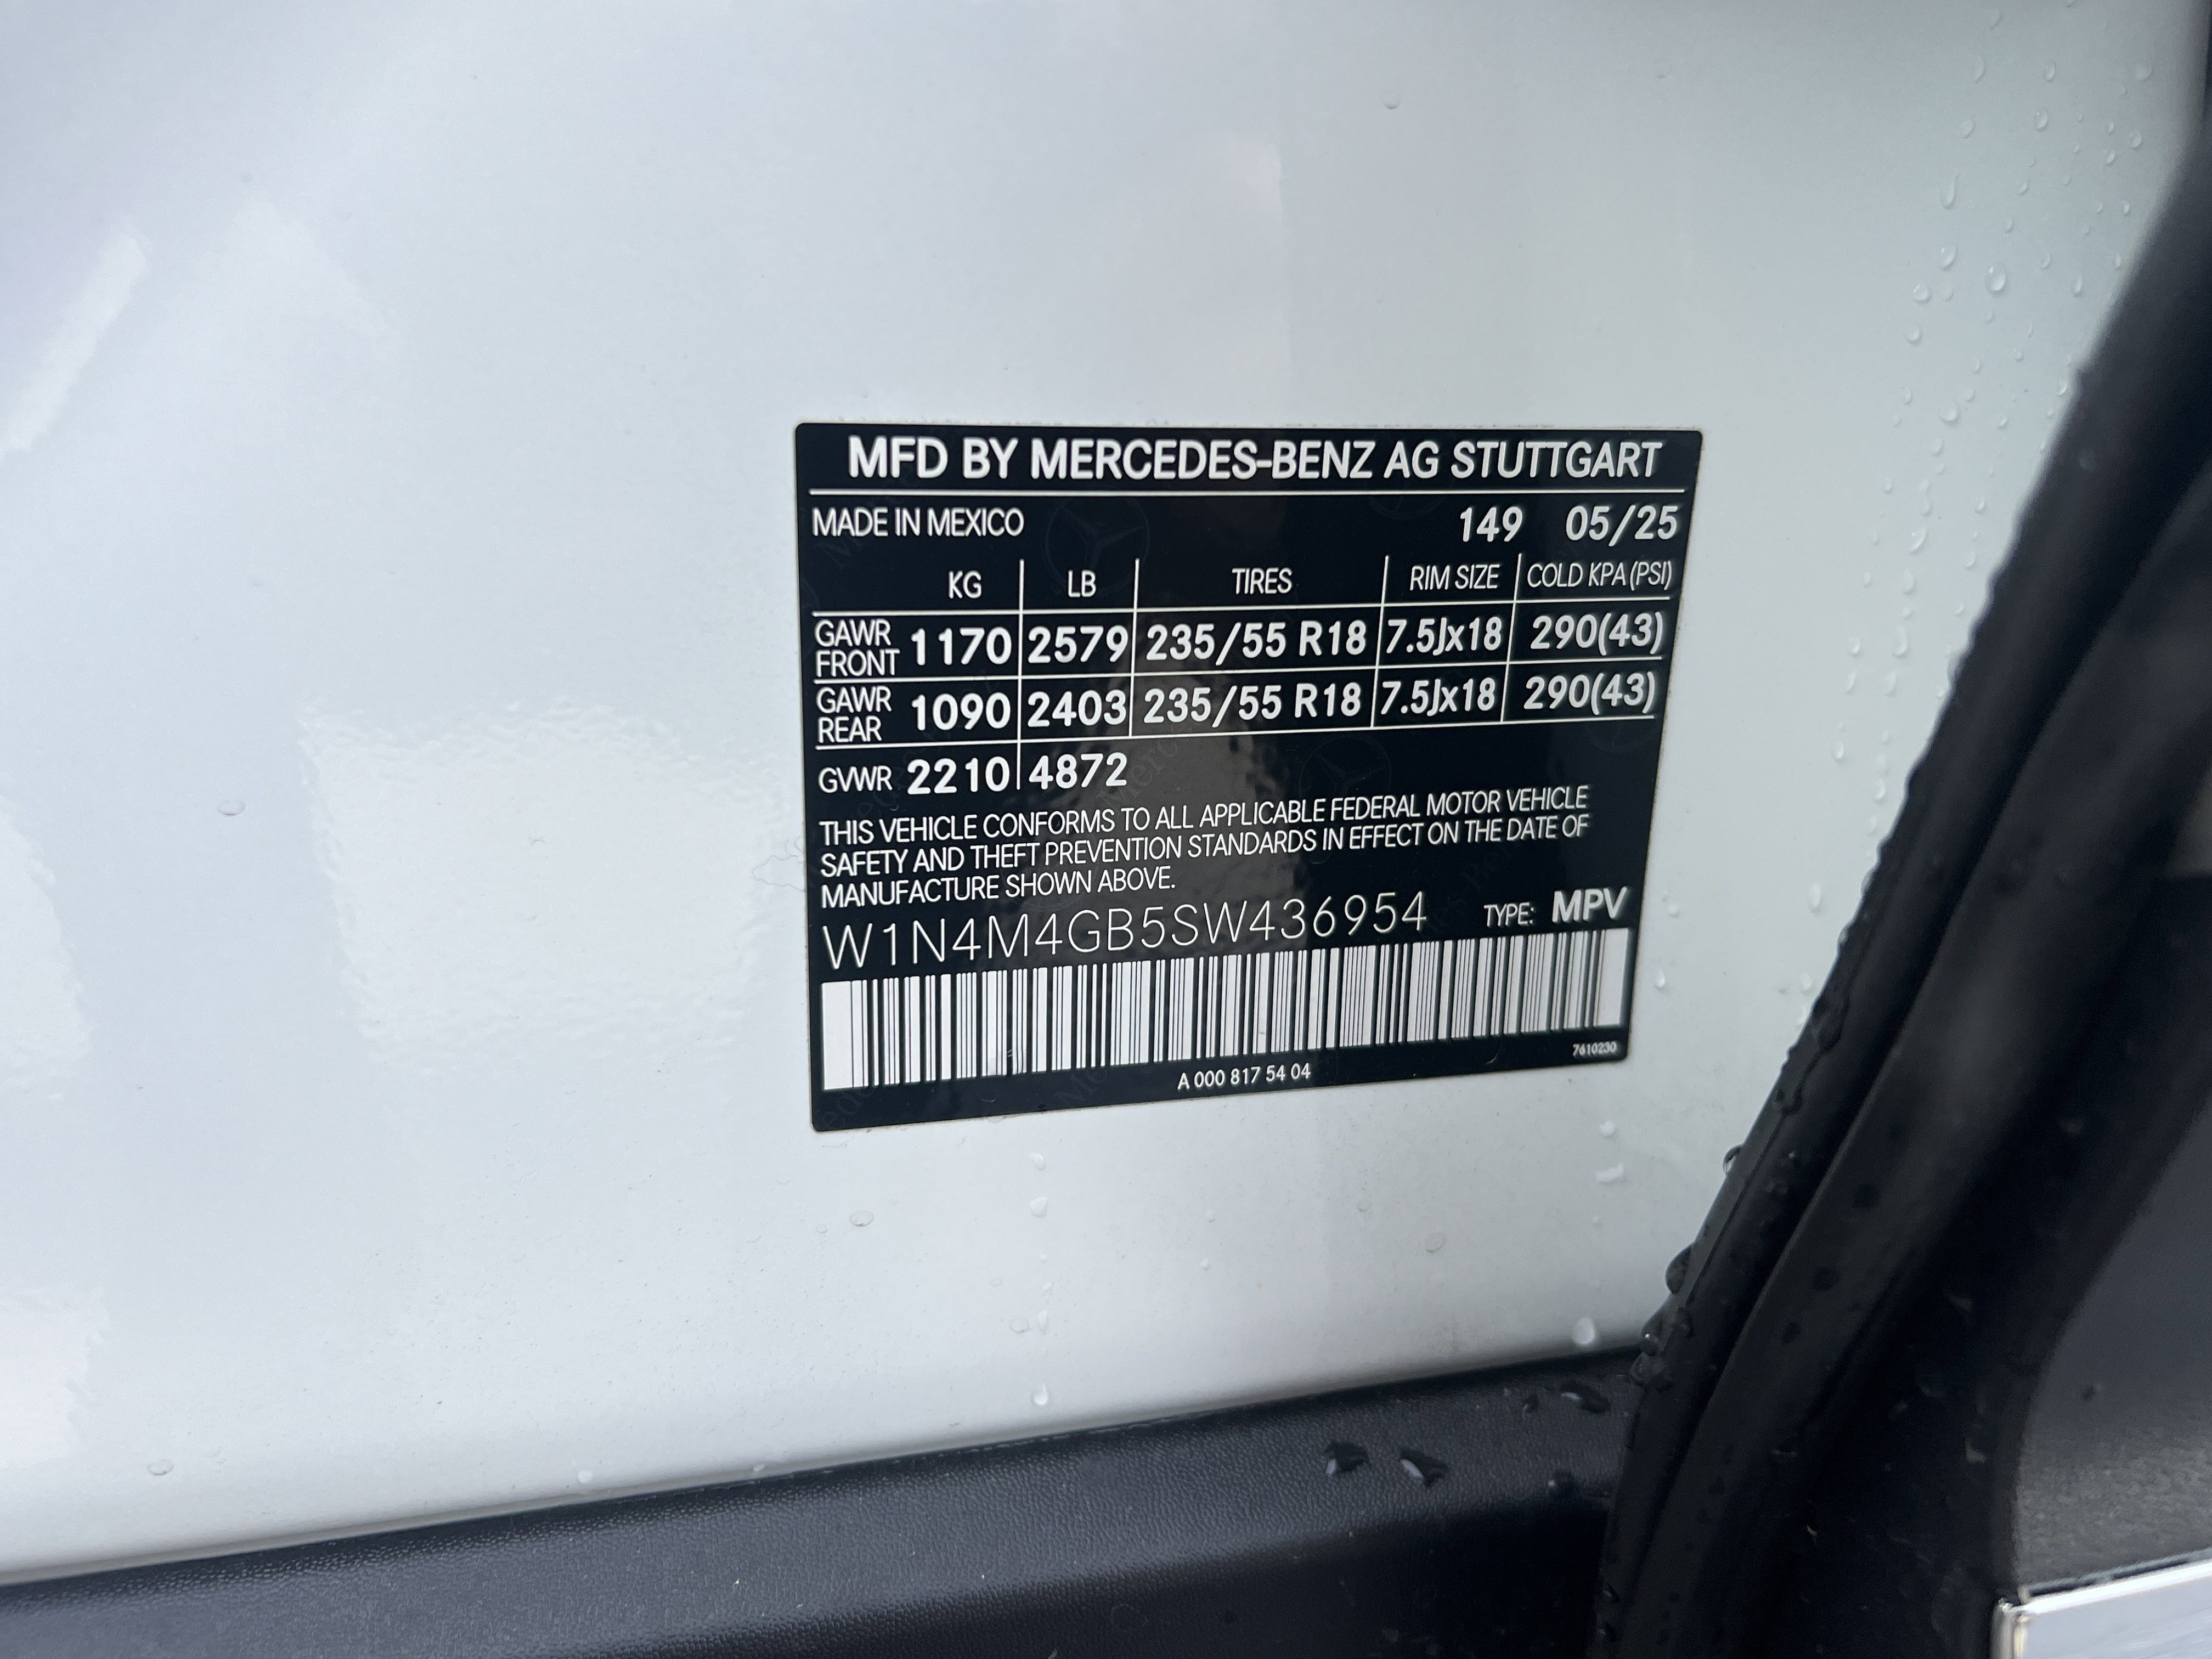 MFD BY MERCEDES-BENZ AG STUTTGART
MADE IN MEXICO 149 05/25
KG LB TIRES RIM SIZE COLD KPA (PSI)
GAWR FRONT 1170 2579 235/55 R18 7.5Jx18 290(43)
GAWR REAR 1090 2403 235/55 R18 7.5Jx18 290(43)
GVWR 2210 4872
THIS VEHICLE CONFORMS TO ALL APPLICABLE FEDERAL MOTOR VEHICLE
SAFETY AND THEFT PREVENTION STANDARDS IN EFFECT ON THE DATE OF
MANUFACTURE SHOWN ABOVE.
W1N4M4GB5SW436954 TYPE: MPV
7610230
A 000 817 54 04